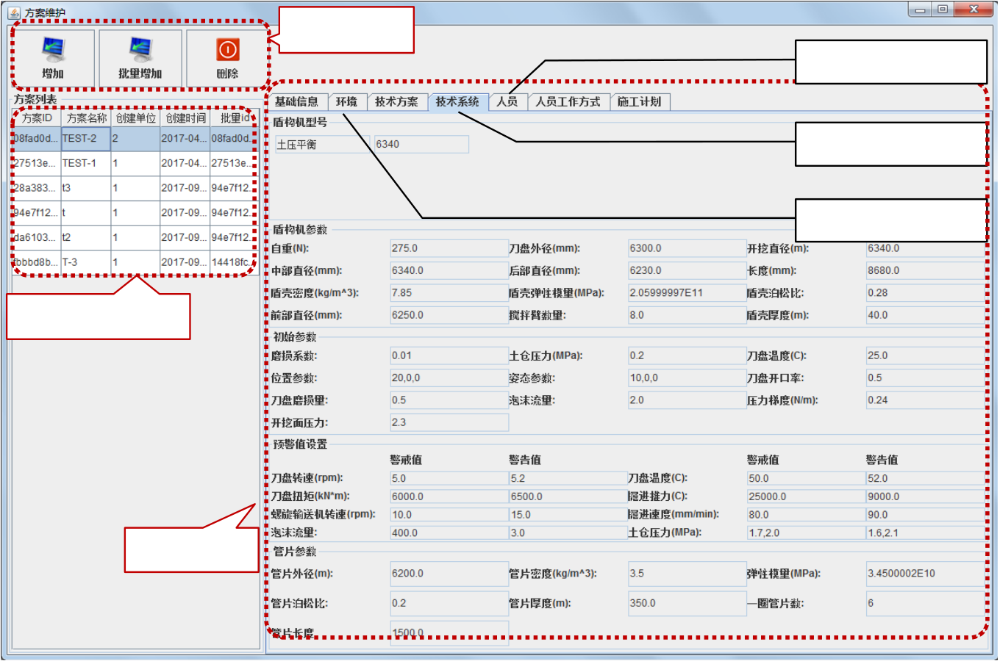 方案维护
增加 批量增加 删除
方案列表
方案ID 方案名称 创建单位 创建时间 批量id
08fad0d... TEST-2 2 2017-04... 08fad0d...
27513e... TEST-1 1 2017-04... 27513e...
28a383... t3 1 2017-09... 94e7f12...
94e7f12... t 1 2017-09... 94e7f12...
da6103... t2 1 2017-09... 94e7f12...
fbbbd8b... T-3 1 2017-09... 14418fc...
基础信息 环境 技术方案 技术系统 人员 人员工作方式 施工计划
盾构机型号
土压平衡 6340
盾构机参数
自重(N): 275.0 刀盘外径(mm): 6300.0 开挖直径(m): 6340.0
中部直径(mm): 6340.0 后部直径(mm): 6230.0 长度(mm): 8680.0
盾壳密度(kg/m^3): 7.85 盾壳弹性模量(MPa): 2.05999997E11 盾壳泊松比: 0.28
前部直径(mm): 6250.0 搅拌臂数量: 8.0 盾壳厚度(m): 40.0
初始参数
磨损系数: 0.01 土仓压力(MPa): 0.2 刀盘温度(C): 25.0
位置参数: 20,0,0 姿态参数: 10,0,0 刀盘开口率: 0.5
刀盘磨损量: 0.5 泡沫流量: 2.0 压力梯度(N/m): 0.24
开挖面压力: 2.3
预警值设置
警戒值 警告值 警戒值 警告值
刀盘转速(rpm): 5.0 5.2 刀盘温度(C): 50.0 52.0
刀盘扭矩(kN*m): 6000.0 6500.0 掘进推力(C): 25000.0 9000.0
螺旋输送机转速(rpm): 10.0 15.0 掘进速度(mm/min): 80.0 90.0
泡沫流量: 400.0 3.0 土仓压力(MPa): 1.7,2.0 1.6,2.1
管片参数
管片外径(m): 6200.0 管片密度(kg/m^3): 3.5 弹性模量(MPa): 3.4500002E10
管片泊松比: 0.2 管片厚度(m): 350.0 一圈管片数: 6
管片长度 1500.0